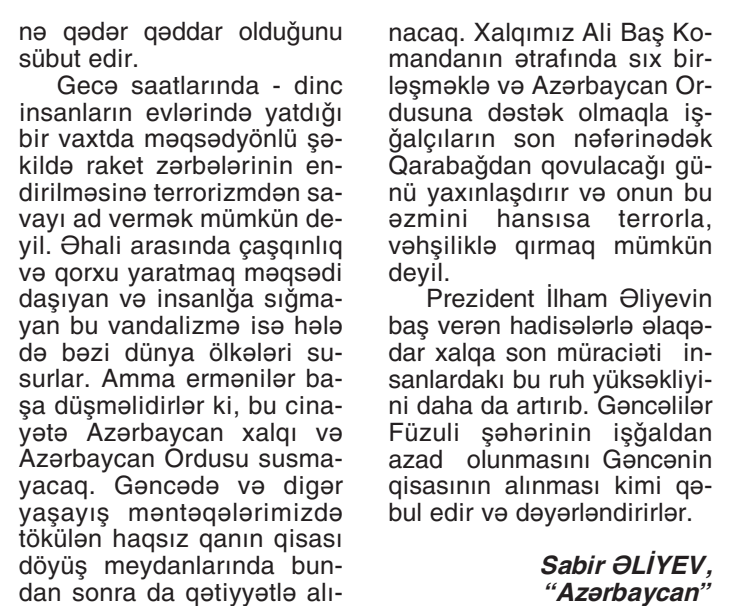 nə qədər qəddar olduğunu
sübut edir.
Gecə saatlarında - dinc
insanların evlərində yatdığı
bir vaxtda məqsədyönlü şə-
kildə raket zərbələrinin en-
dirilməsinə terrorizmdən sa-
vayı ad vermək mümkün de-
yil. Əhali arasında çaşqınlıq
və qorxu yaratmaq məqsədi
daşıyan və insanlğa sığma-
yan bu vandalizmə isə hələ
də bəzi dünya ölkələri su-
surlar. Amma ermənilər ba-
şa düşməlidirlər ki, bu cina-
yətə Azərbaycan xalqı və
Azərbaycan Ordusu susma-
yacaq. Gəncədə və digər
yaşayış məntəqələrimizdə
tökülən haqsız qanın qisası
döyüş meydanlarında bun-
dan sonra da qətiyyətlə alı-
nacaq. Xalqımız Ali Baş Ko-
mandanın ətrafında sıx bir-
ləşməklə və Azərbaycan Or-
dusuna dəstək olmaqla iş-
ğalçıların son nəfərinədək
Qarabağdan qovulacağı gü-
nü yaxınlaşdırır və onun bu
əzmini hansısa terrorla,
vəhşiliklə qırmaq mümkün
deyil.
Prezident İlham Əliyevin
baş verən hadisələrlə əlaqə-
dar xalqa son müraciəti in-
sanlardakı bu ruh yüksəkliyi-
ni daha da artırıb. Gəncəlilər
Füzuli şəhərinin işğaldan
azad olunmasını Gəncənin
qisasının alınması kimi qə-
bul edir və dəyərləndirirlər.
Sabir ƏLİYEV,
“Azərbaycan”